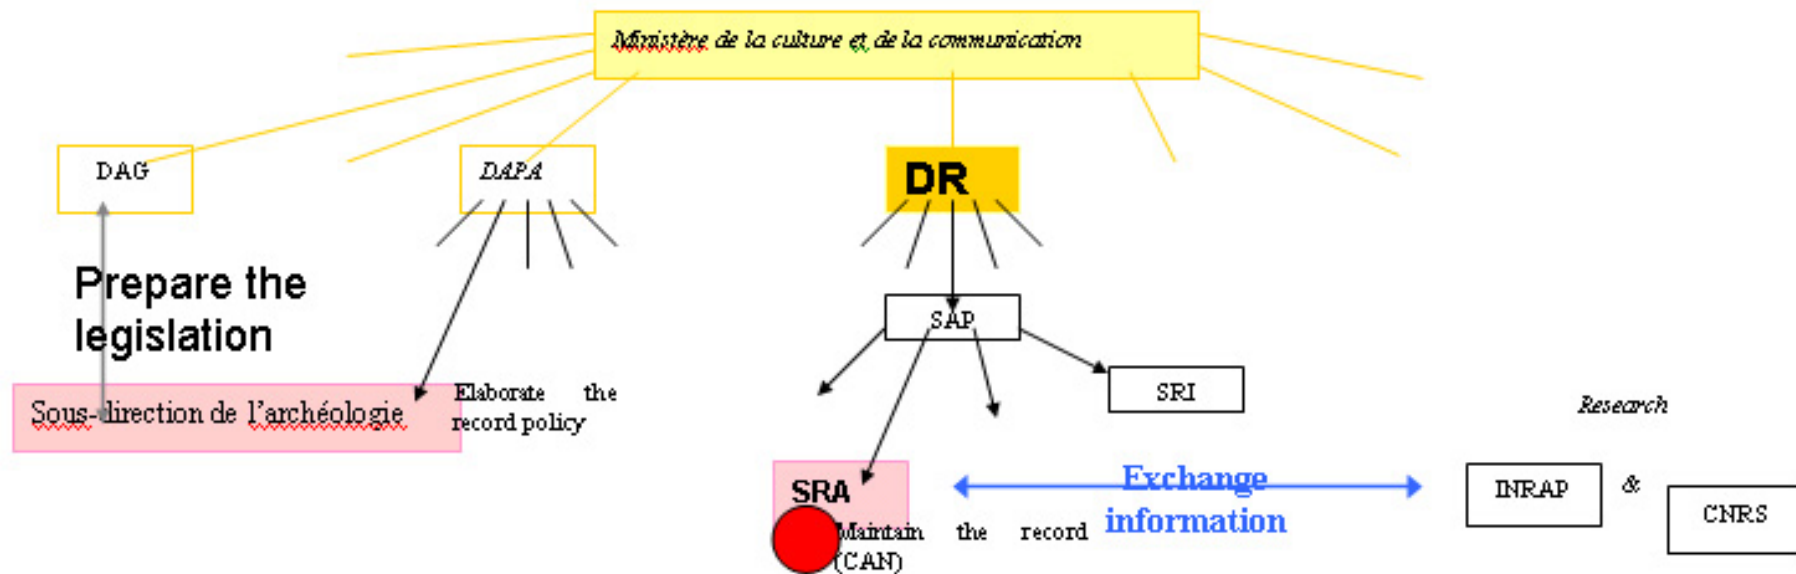 Ministère de la culture et de la communication
DAG
DAPA
DR
Prepare the
legislation
SAP
SRI
Sous-direction de l'archéologie
Elaborate the
record policy
Research
SRA
Exchange
information
INRAP
&
CNRS
Maintain the record
(CAN)